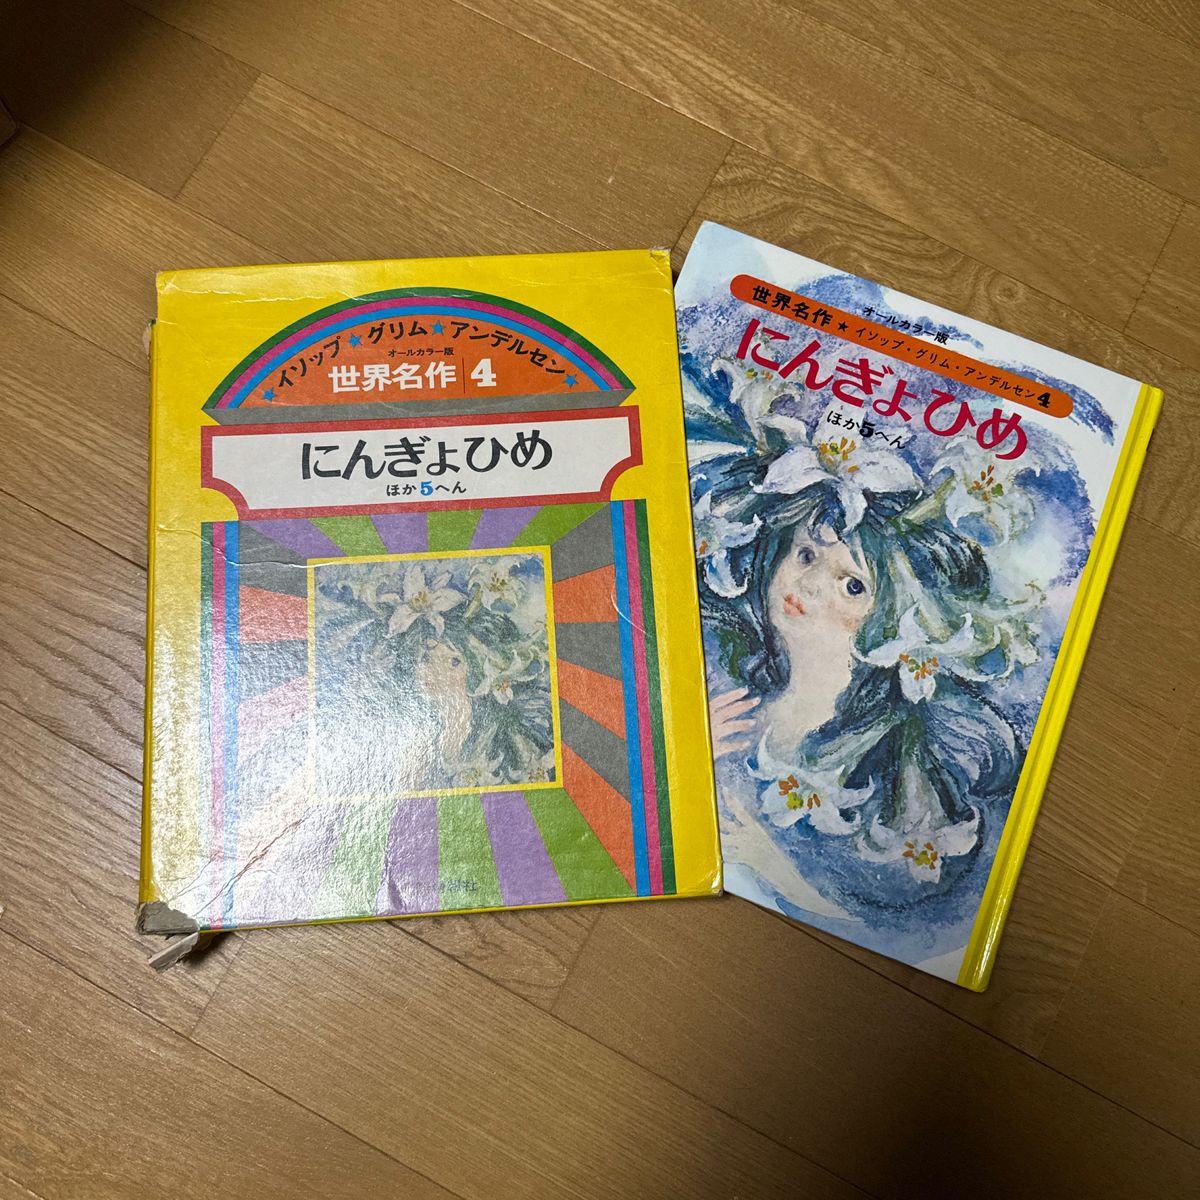 イソップ★グリム★アンデルセン★
オールカラー版
世界名作 4
にんぎょひめ
ほか5へん
オールカラー版
世界名作★イソップ・グリム・アンデルセン4
にんぎょひめ
ほか5へん